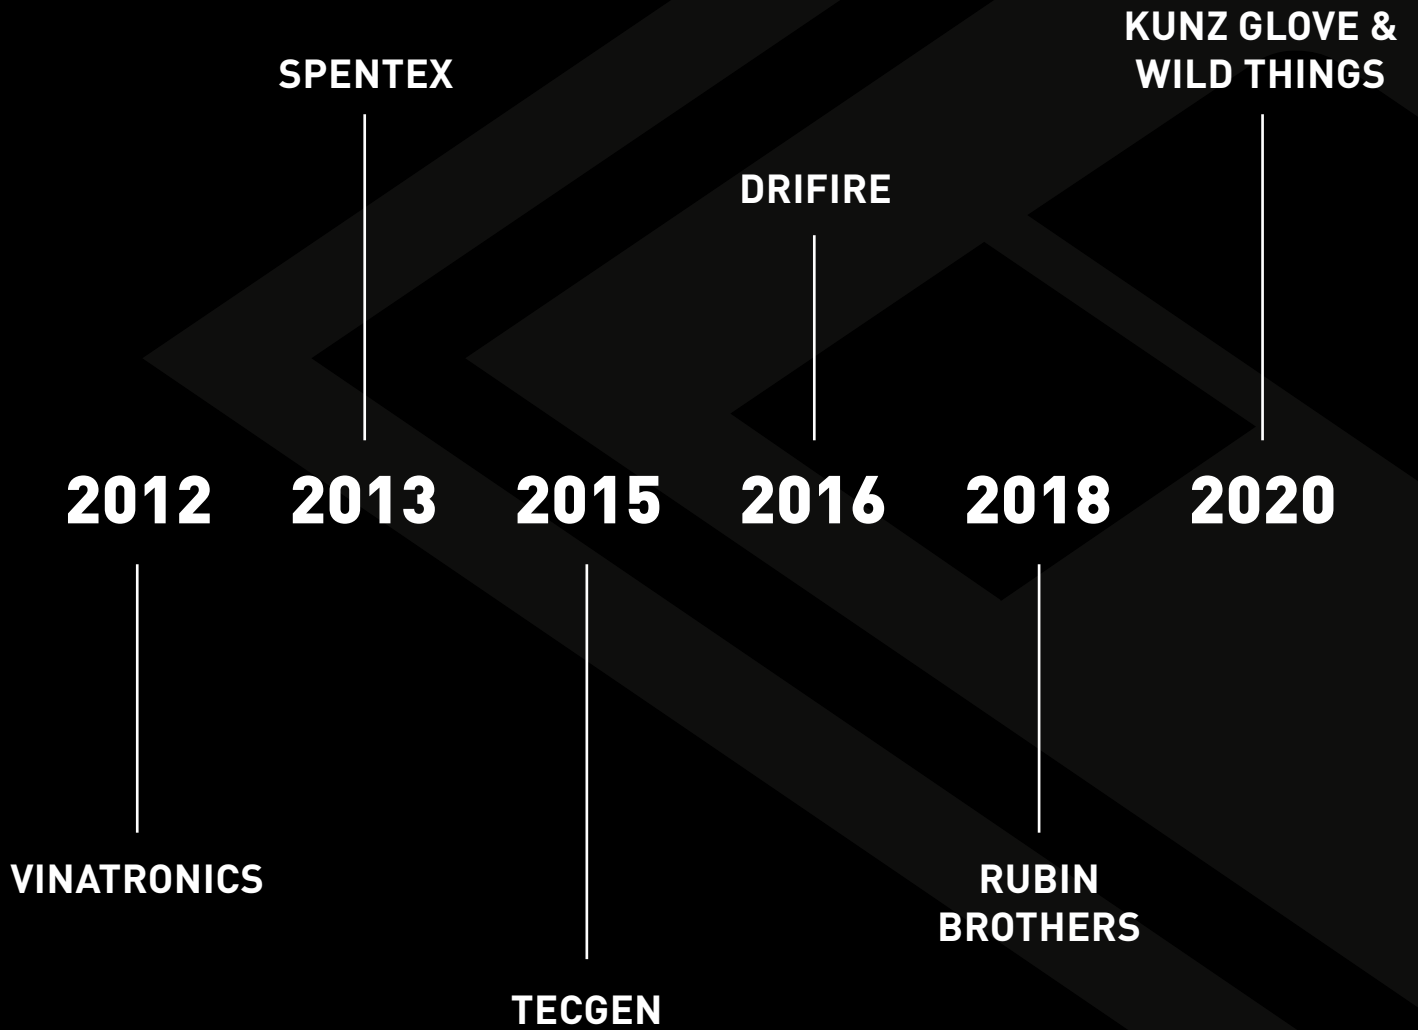 KUNZ GLOVE &
WILD THINGS
SPENTEX
DRIFIRE
2012 2013 2015 2016 2018 2020
VINATRONICS
RUBIN
BROTHERS
TECGEN